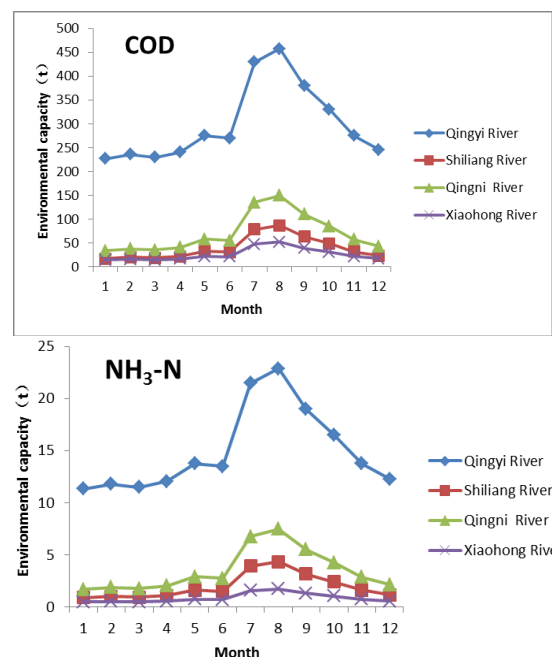 COD
Environmental capacity (t)
500
450
400
350
300
250
200
150
100
50
0
1 2 3 4 5 6 7 8 9 10 11 12
Month
Qingyi River
Shiliang River
Qingni River
Xiaohong River
NH3-N
Environmental capacity (t)
25
20
15
10
5
0
1 2 3 4 5 6 7 8 9 10 11 12
Month
Qingyi River
Shiliang River
Qingni River
Xiaohong Rive